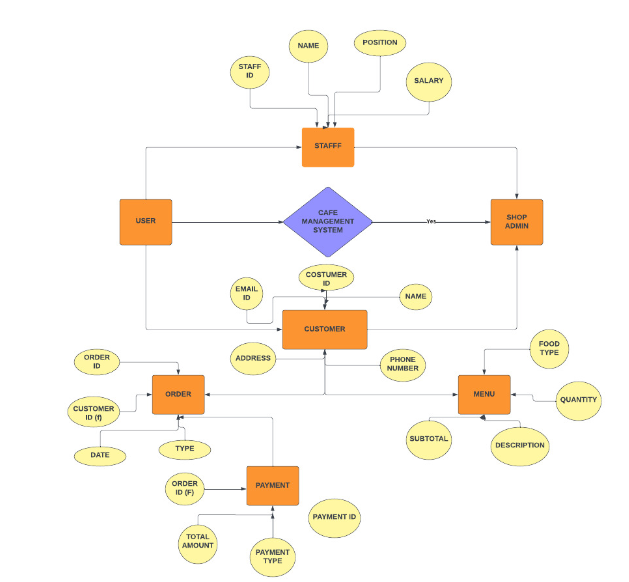 NAME
POSITION
STAFF
ID
SALARY
STAFFF
USER
CAFE
MANAGEMENT
SYSTEM
Yes
SHOP
ADMIN
COSTUMER
ID
EMAIL
ID
NAME
CUSTOMER
FOOD
TYPE
ORDER
ID
ADDRESS
PHONE
NUMBER
ORDER
MENU
QUANTITY
CUSTOMER
ID (f)
SUBTOTAL
DESCRIPTION
DATE
TYPE
ORDER
ID (F)
PAYMENT
PAYMENT ID
TOTAL
AMOUNT
PAYMENT
TYPE